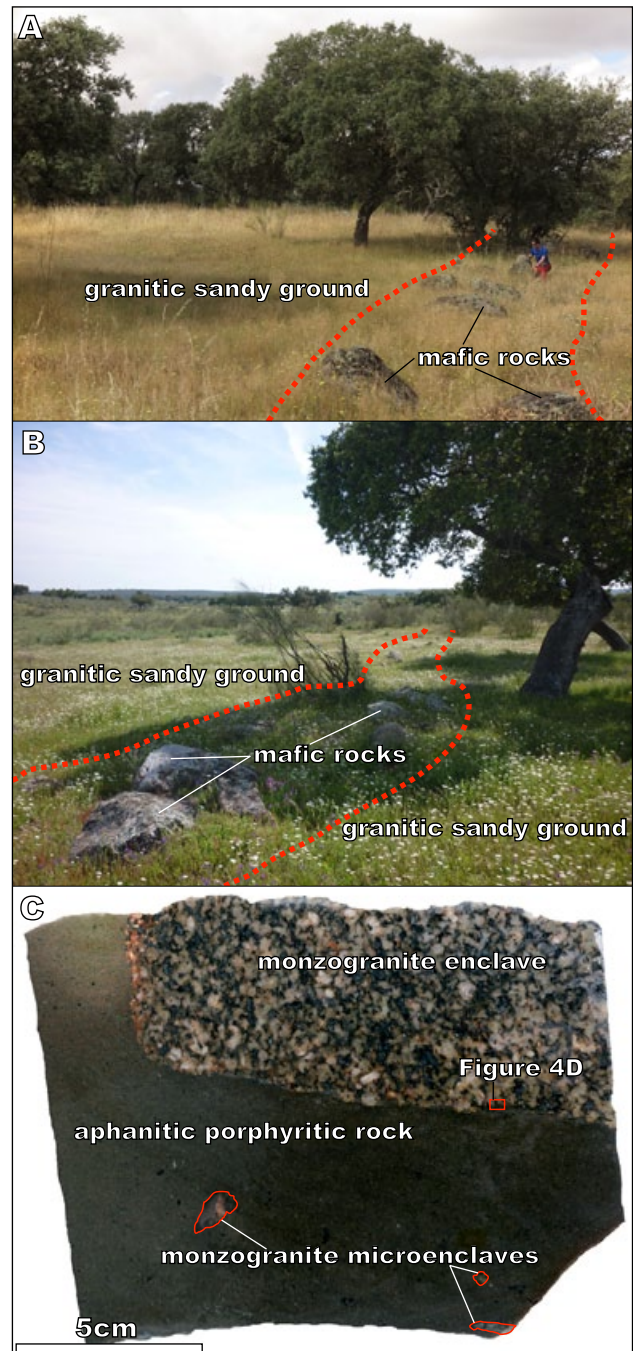 A
granitic sandy ground
mafic rocks
B
granitic sandy ground
mafic rocks
granitic sandy ground
C
monzogranite enclave
Figure 4D
aphanitic porphyritic rock
monzogranite microenclaves
5cm